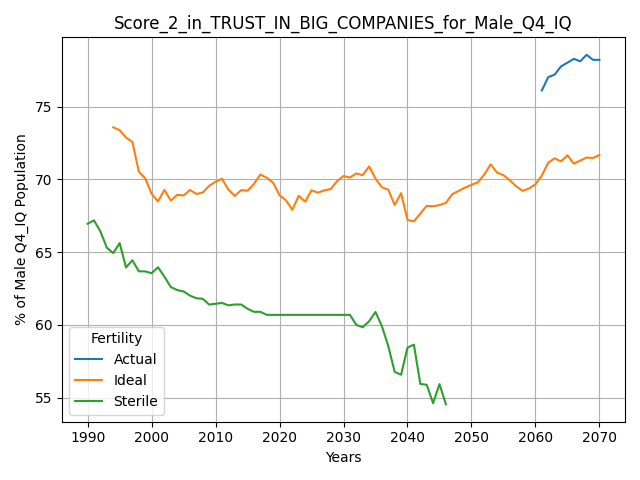 Score_2_in_TRUST_IN_BIG_COMPANIES_for_Male_Q4_IQ
% of Male Q4_IQ Population
75
70
65
60
55
Fertility
Actual
Ideal
Sterile
1990 2000 2010 2020 2030 2040 2050 2060 2070
Years